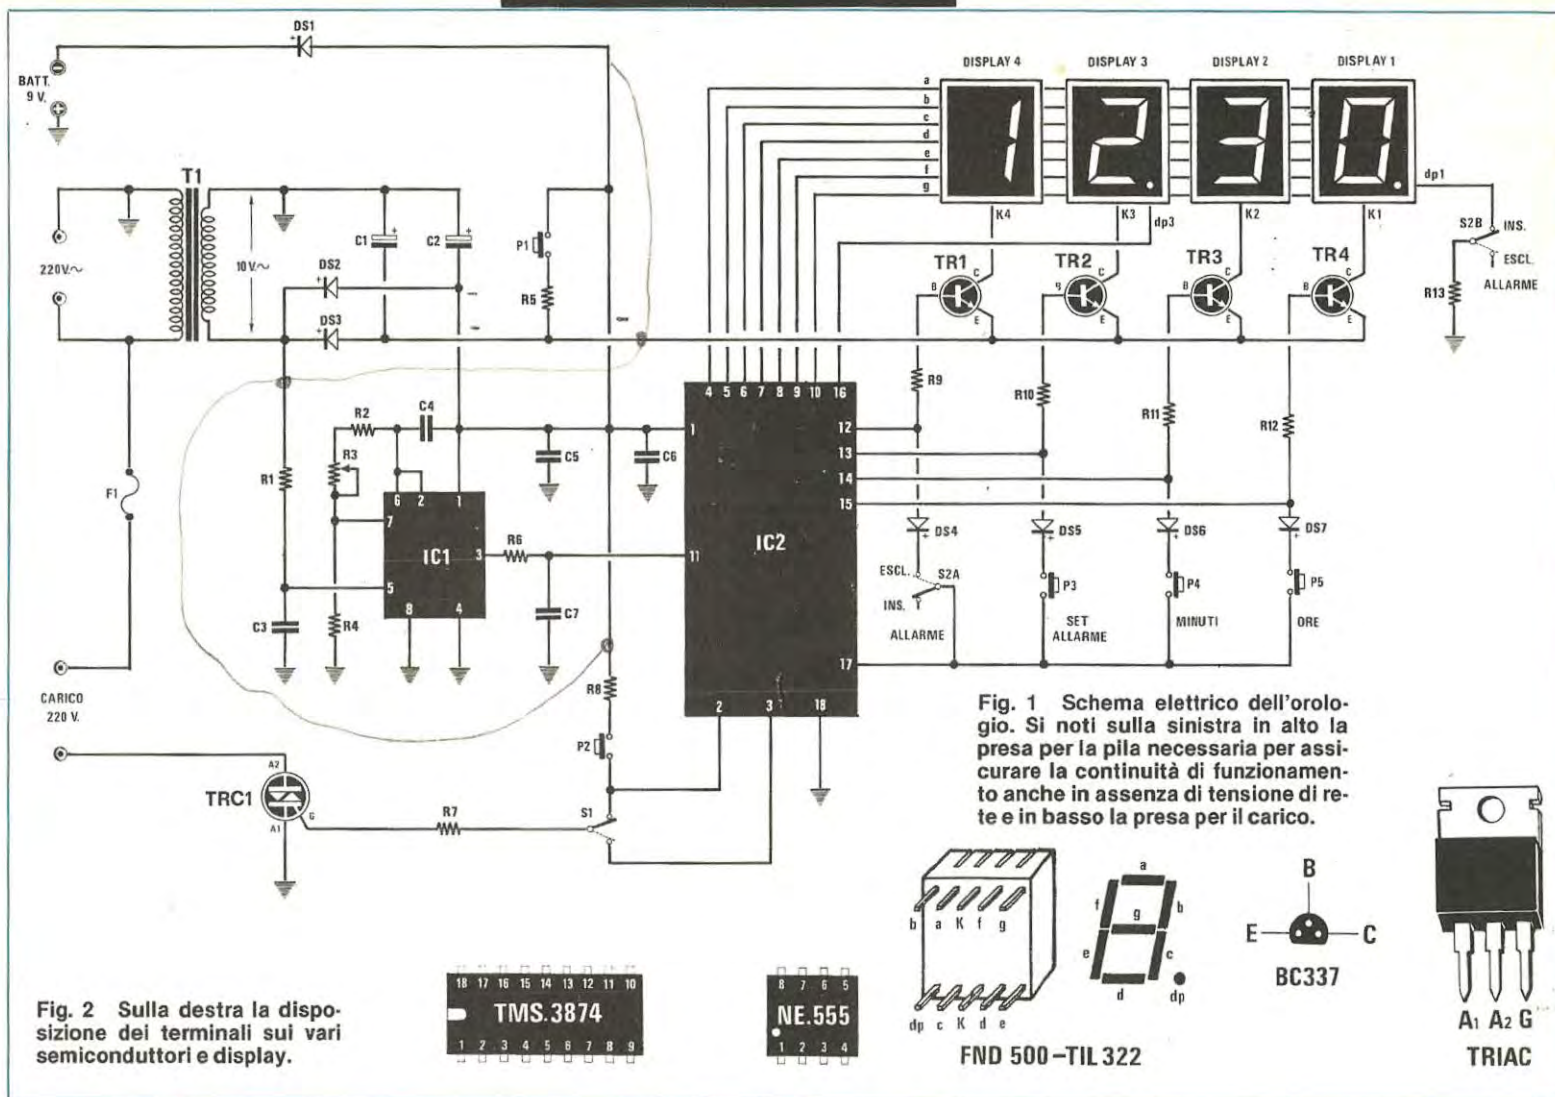 DS1
BATT.
9 V.
DISPLAY 4 DISPLAY 3 DISPLAY 2 DISPLAY 1
a
b
c
d
e
f
g
dp1
K4 K3 dp3 K2 K1
S2B INS.
ESCL.
ALLARME
R13
T1
220V.~
10V.~
C1 + C2 +
DS2
DS3
P1
R5
TR1 TR2 TR3 TR4
B C E B C E B C E B C E
R9 R10 R11 R12
4 5 6 7 8 9 10 16
1 12
13
14
15
IC2
11
17
2 3 18
F1
R1
R2 C4
R3
6 2 1
7
IC1 3
5
8 4
R6
C5 C6
C3 R4 C7
DS4 DS5 DS6 DS7
ESCL. S2A
INS.
ALLARME
P3 P4 P5
SET
ALLARME
MINUTI ORE
R8
P2
CARICO
220 V.
A2
TRC1
A1 G
R7 S1
Fig. 1 Schema elettrico dell'orolo-
gio. Si noti sulla sinistra in alto la
presa per la pila necessaria per assi-
curare la continuità di funzionamen-
to anche in assenza di tensione di re-
te e in basso la presa per il carico.
Fig. 2 Sulla destra la dispo-
sizione dei terminali sui vari
semiconduttori e display.
18 17 16 15 14 13 12 11 10
TMS.3874
1 2 3 4 5 6 7 8 9
8 7 6 5
NE.555
1 2 3 4
b a K f g
dp c K d e
FND 500-TIL 322
a
f b
g
e c
d dp
B
E C
BC337
A1 A2 G
TRIAC